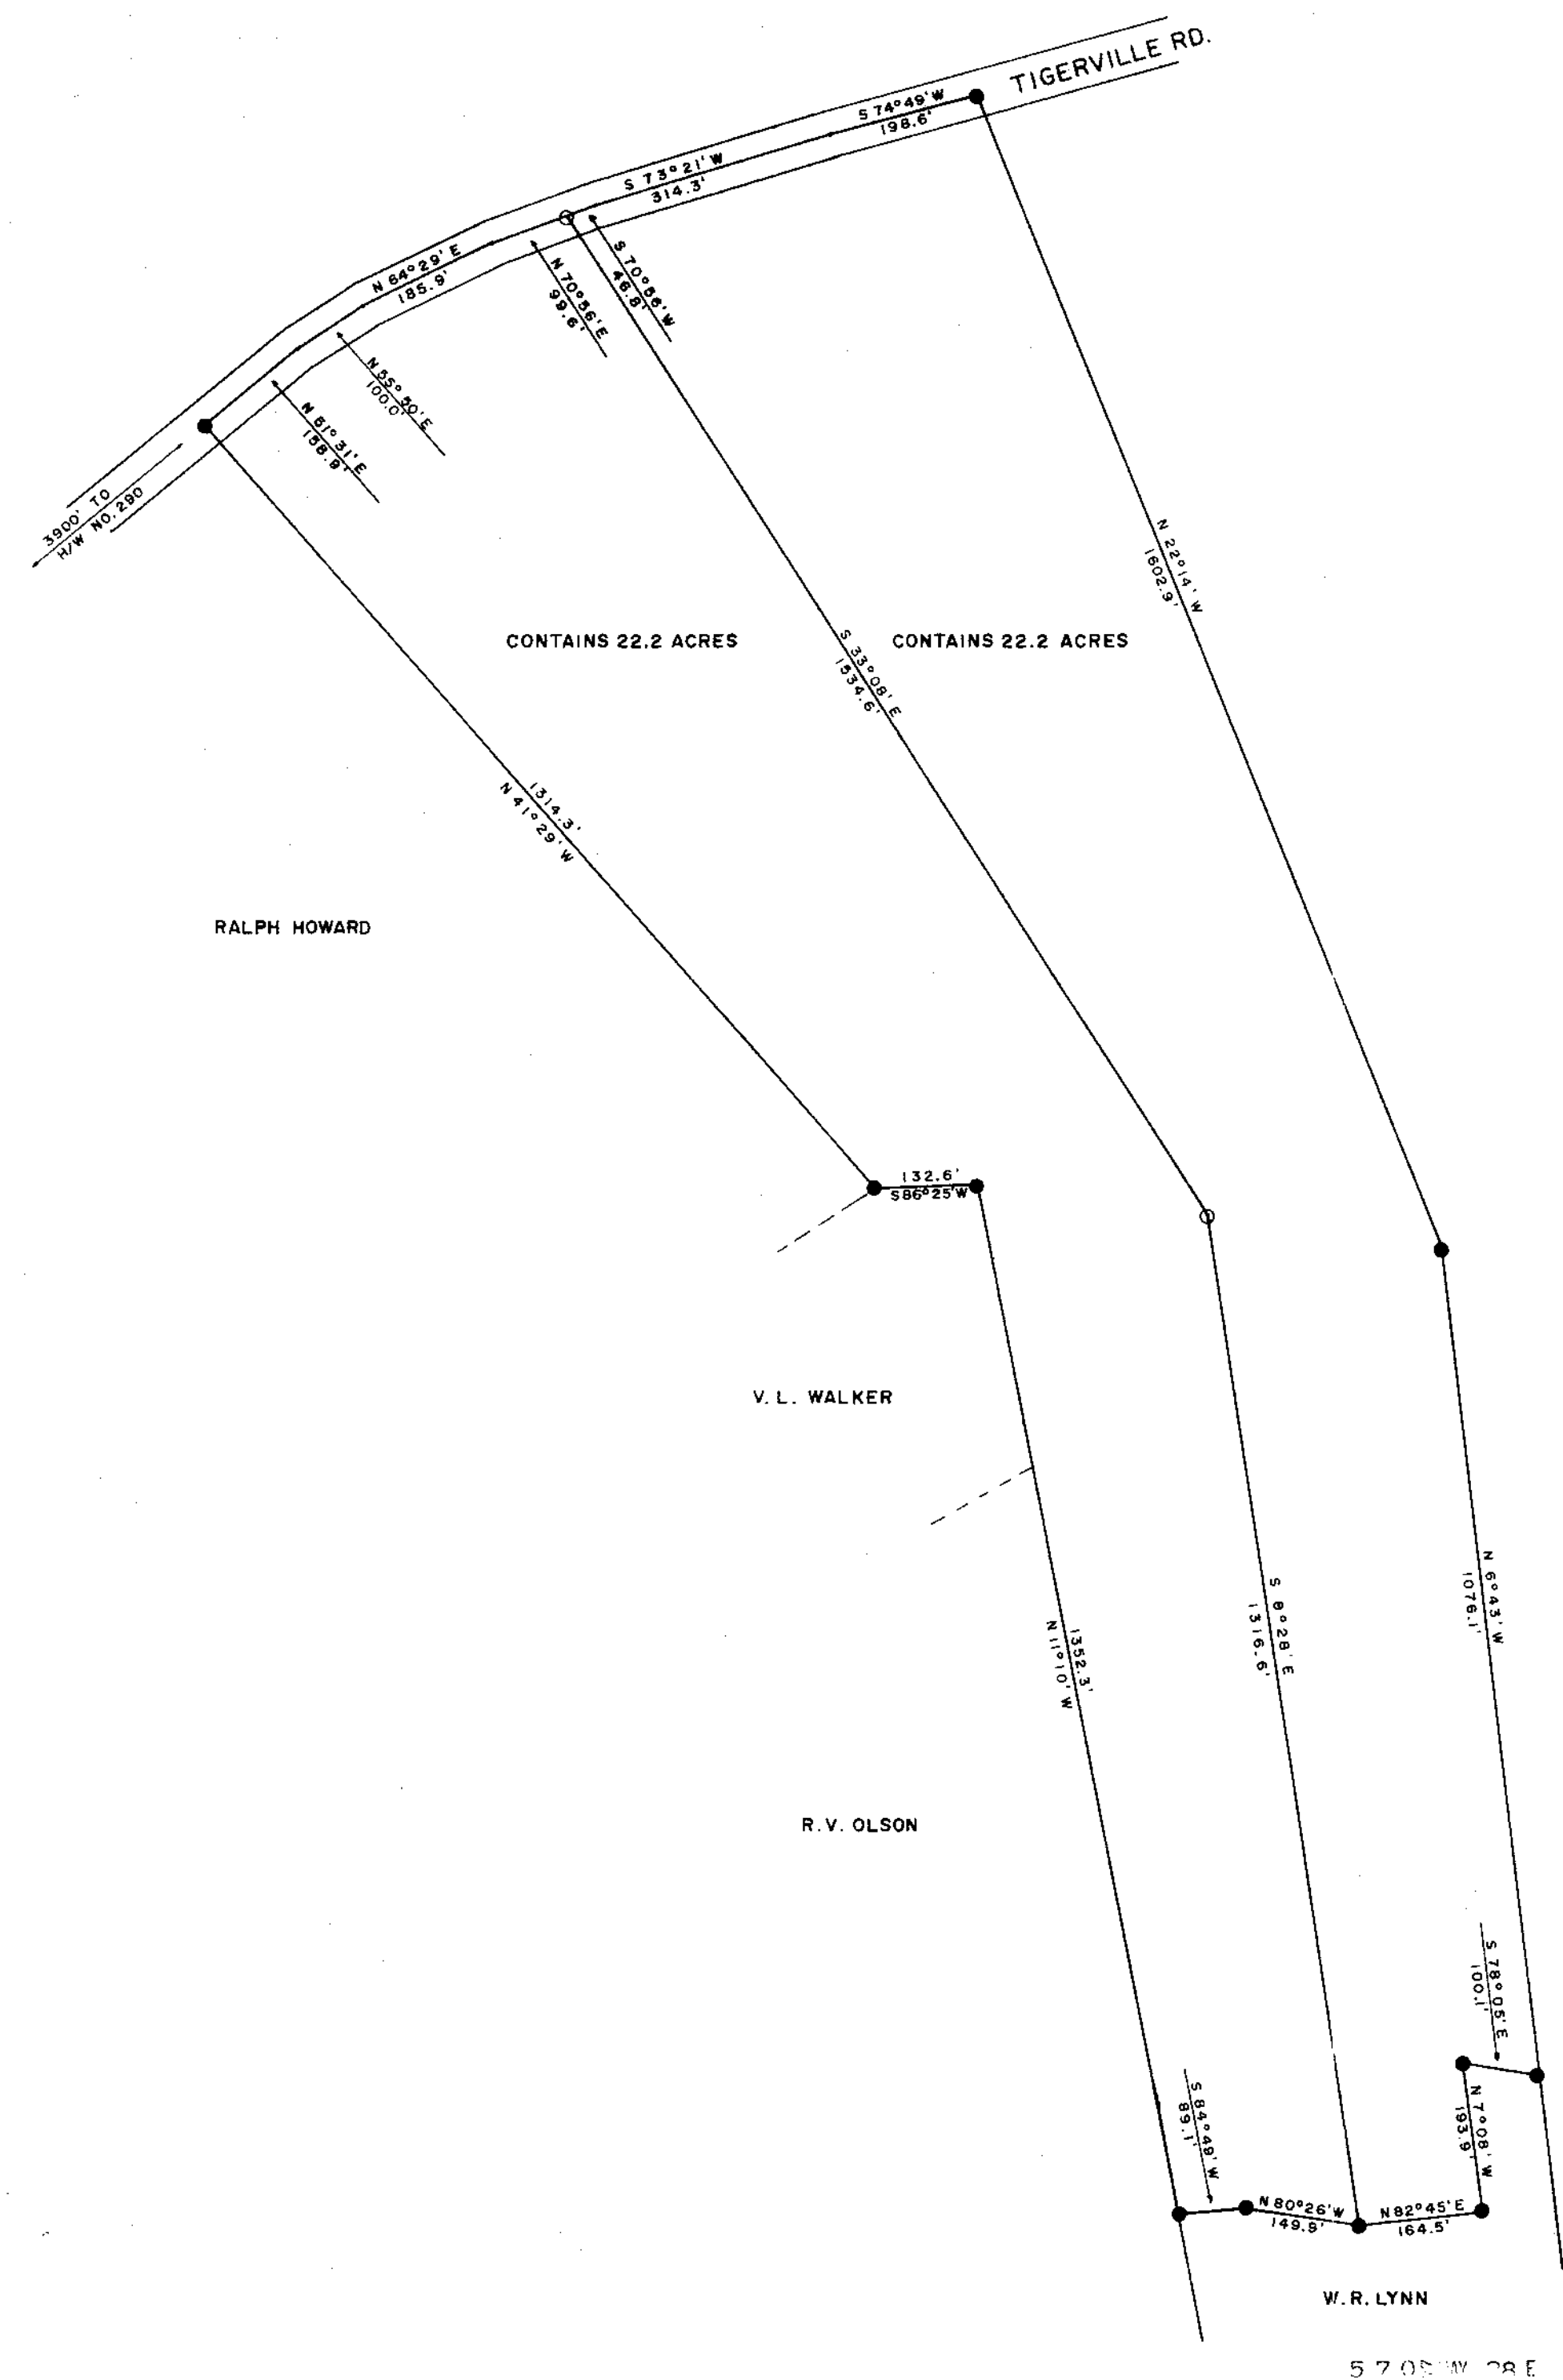 TIGERVILLE RD.
S 74°49' W
198.6'
S 73°21' W
314.3'
N 64°29' E
185.9'
S 70°56' W
46.8'
N 70°56' E
99.6'
N 55°50' E
100.0'
N 51°31' E
158.9'
3900' TO
H/W NO. 290
N 22°14' W
1602.9'
CONTAINS 22.2 ACRES
CONTAINS 22.2 ACRES
S 33°08' E
1534.6'
1314.3'
N 41°29' W
RALPH HOWARD
132.6'
S 86°25' W
V. L. WALKER
N 6°43' W
1076.1'
S 8°28' E
1316.6'
1352.3'
N 11°10' W
R. V. OLSON
S 78°05' E
100.1'
S 84°49' W
89.1'
N 7°08' W
193.9'
N 80°26' W
149.9'
N 82°45' E
164.5'
W. R. LYNN